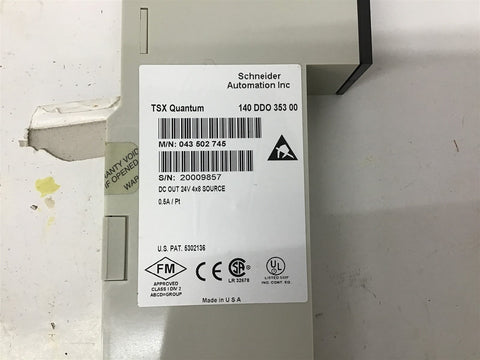 Schneider
Automation Inc
TSX Quantum 140 DDO 353 00
M/N: 043 502 745
S/N: 20009857
DC OUT 24V 4x8 SOURCE
0.5A / Pt
WARRANTY VOID
IF OPENED
U.S. PAT. 5302136
FM
APPROVED
CLASS I DIV 2
ABCD GROUP
CE
SA
LR 32678
UL
LISTED
IND. CONT. EQ.
Made in U S A